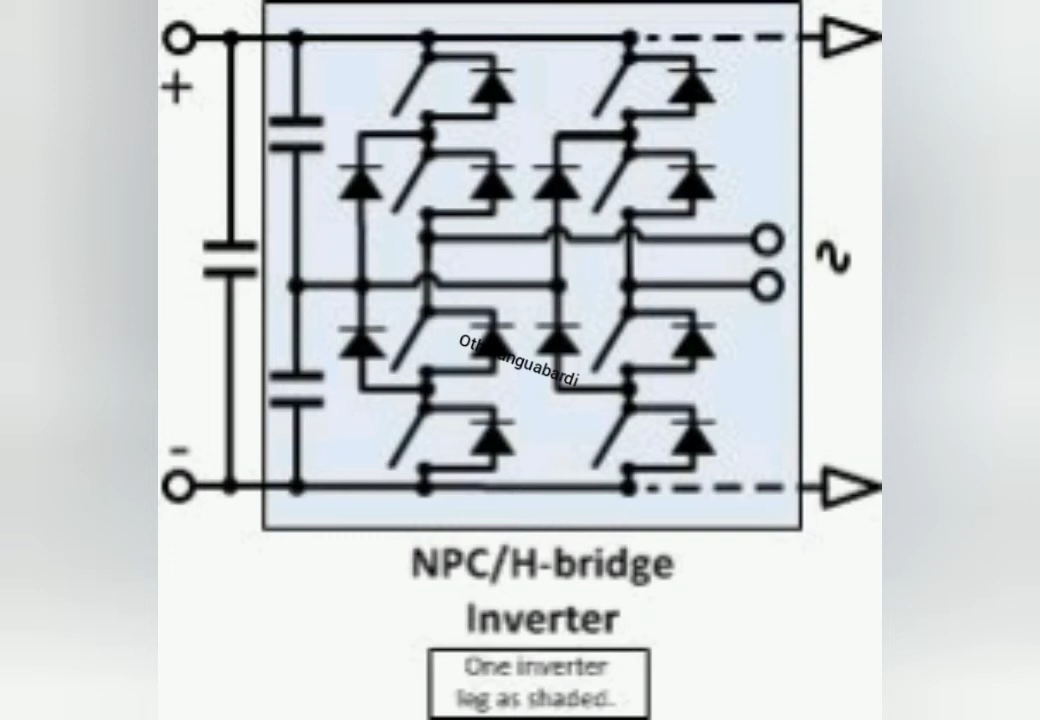 +
-
NPC/H-bridge
Inverter
One inverter
leg as shaded.